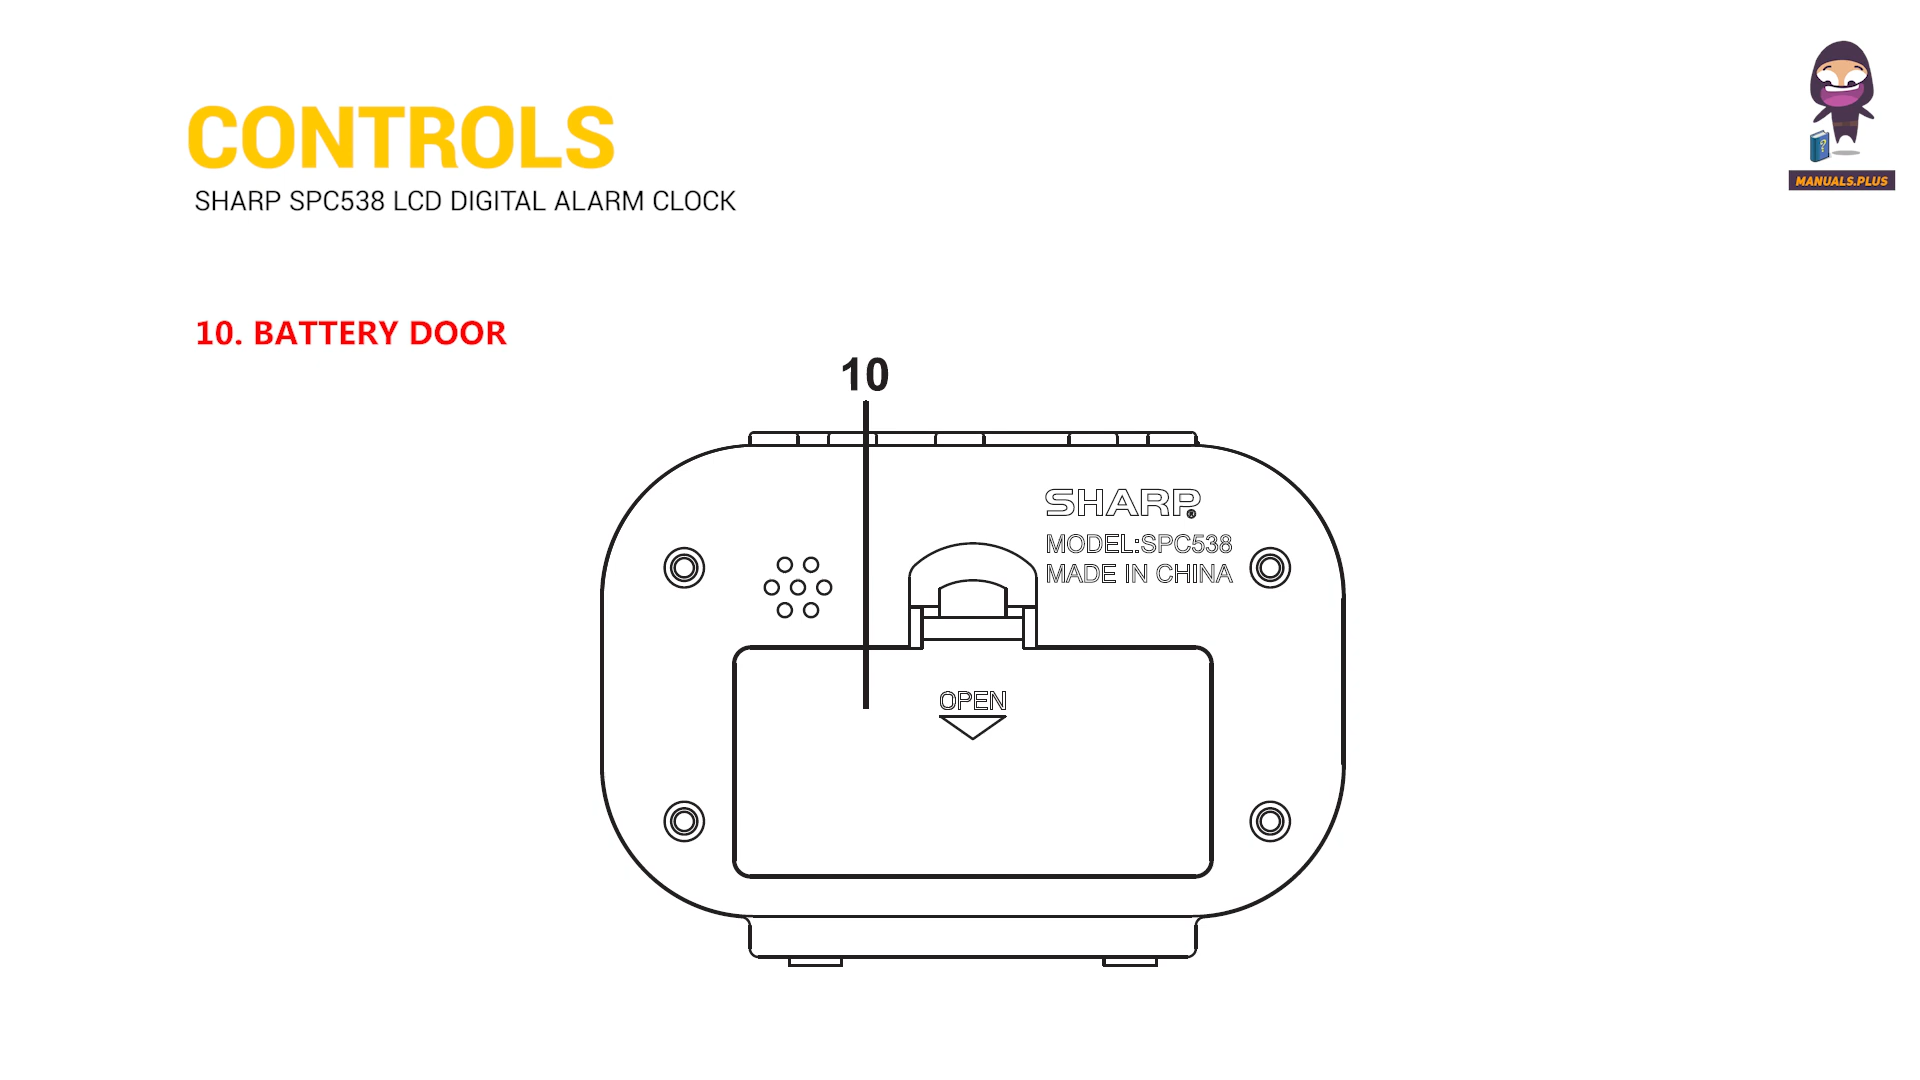 CONTROLS
SHARP SPC538 LCD DIGITAL ALARM CLOCK
MANUALS.PLUS
10. BATTERY DOOR
10
SHARP®
MODEL:SPC538
MADE IN CHINA
OPEN